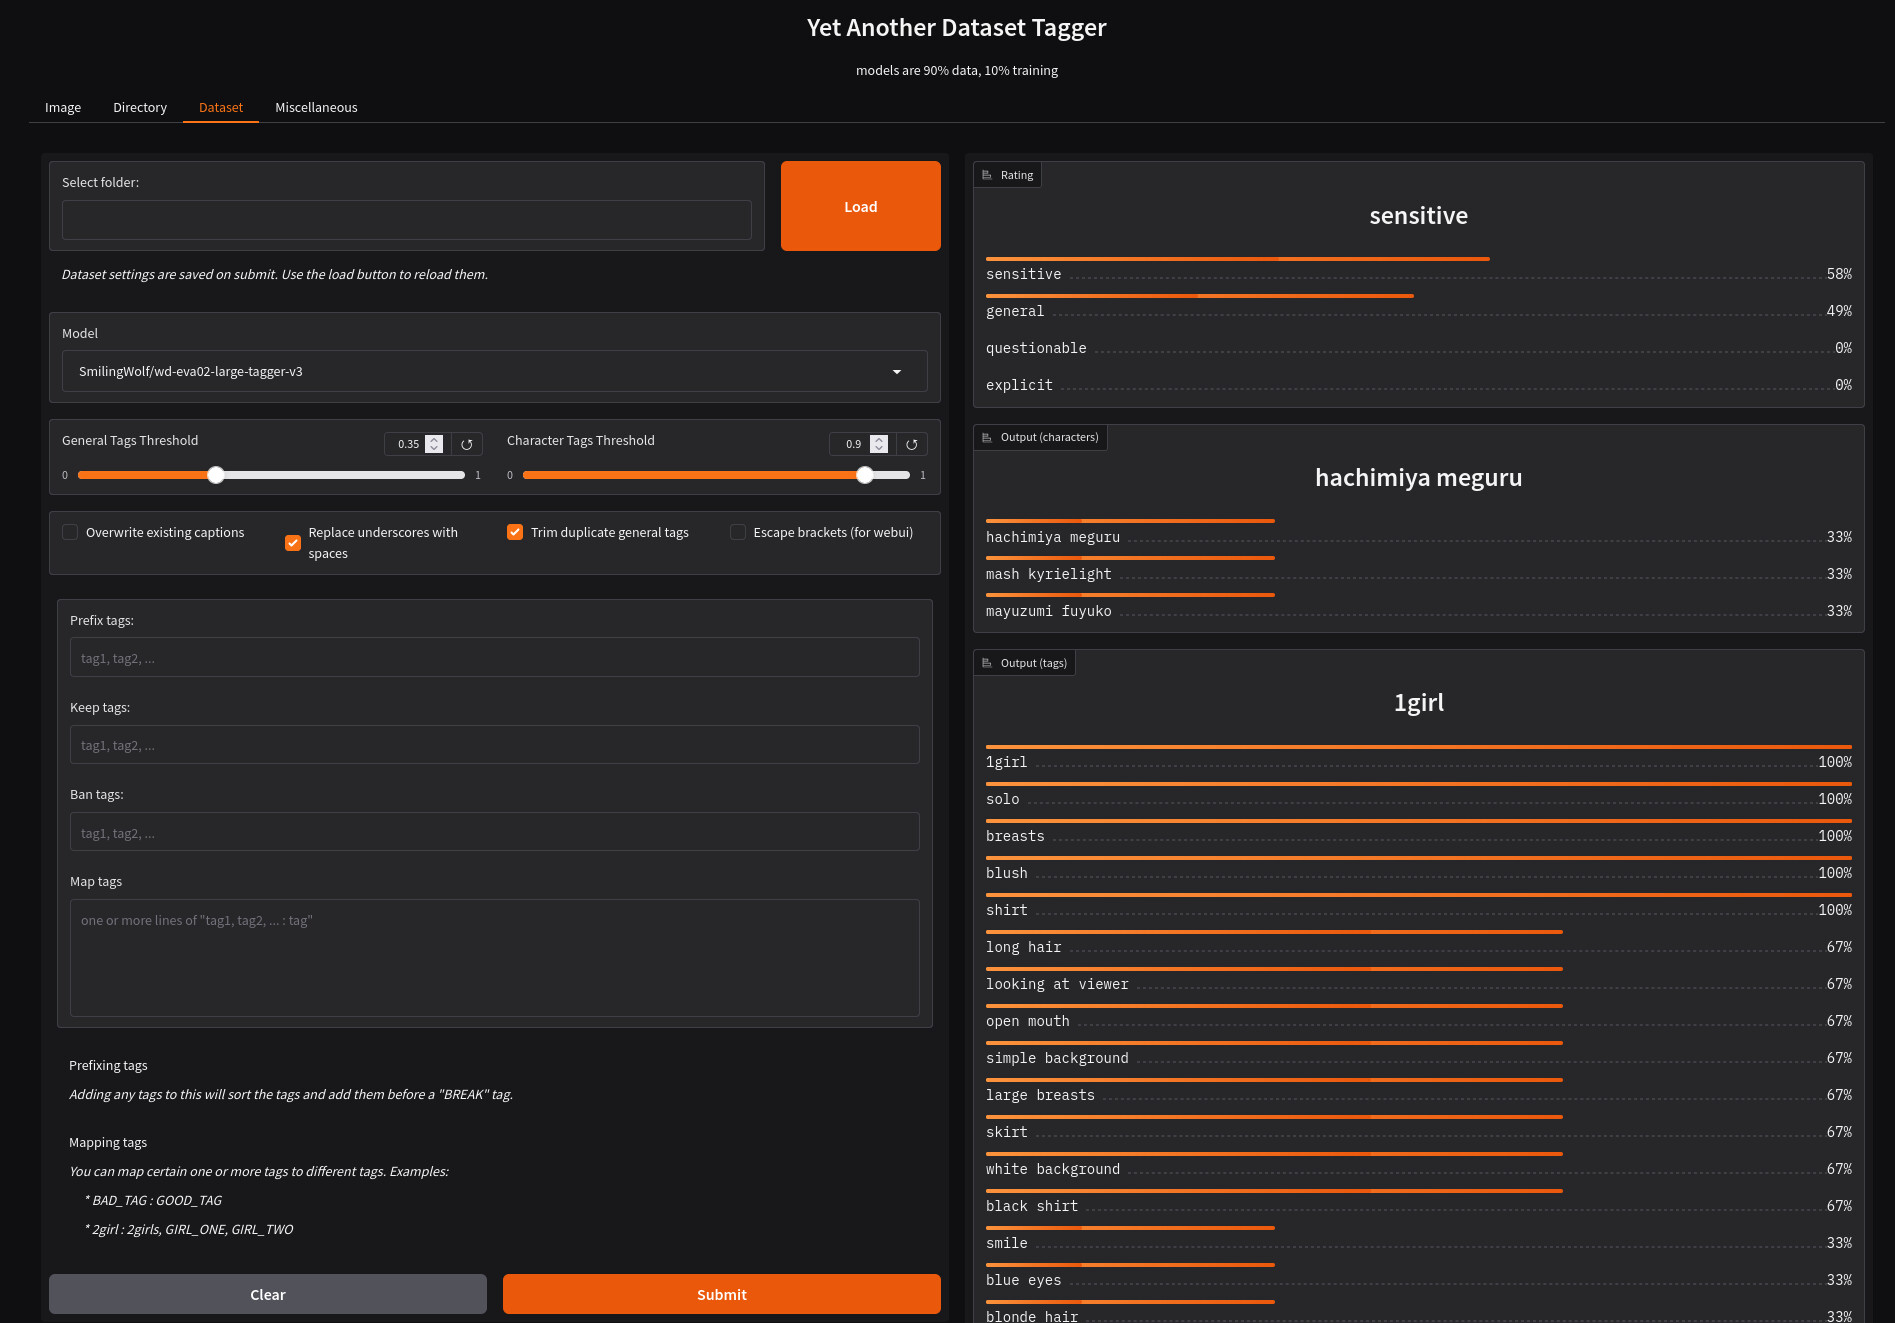 Yet Another Dataset Tagger
models are 90% data, 10% training
Image
Directory
Dataset
Miscellaneous
Select folder:
Load
Dataset settings are saved on submit. Use the load button to reload them.
Model
SmilingWolf/wd-eva02-large-tagger-v3
General Tags Threshold
0.35
0
1
Character Tags Threshold
0.9
0
1
Overwrite existing captions
Replace underscores with
spaces
Trim duplicate general tags
Escape brackets (for webui)
Prefix tags:
tag1, tag2, ...
Keep tags:
tag1, tag2, ...
Ban tags:
tag1, tag2, ...
Map tags
one or more lines of "tag1, tag2, ... : tag"
Prefixing tags
Adding any tags to this will sort the tags and add them before a "BREAK" tag.
Mapping tags
You can map certain one or more tags to different tags. Examples:
* BAD_TAG : GOOD_TAG
* 2girl : 2girls, GIRL_ONE, GIRL_TWO
Clear
Submit
Rating
sensitive
sensitive 58%
general 49%
questionable 0%
explicit 0%
Output (characters)
hachimiya meguru
hachimiya meguru 33%
mash kyrielight 33%
mayuzumi fuyuko 33%
Output (tags)
1girl
1girl 100%
solo 100%
breasts 100%
blush 100%
shirt 100%
long hair 67%
looking at viewer 67%
open mouth 67%
simple background 67%
large breasts 67%
skirt 67%
white background 67%
black shirt 67%
smile 33%
blue eyes 33%
blonde hair 33%